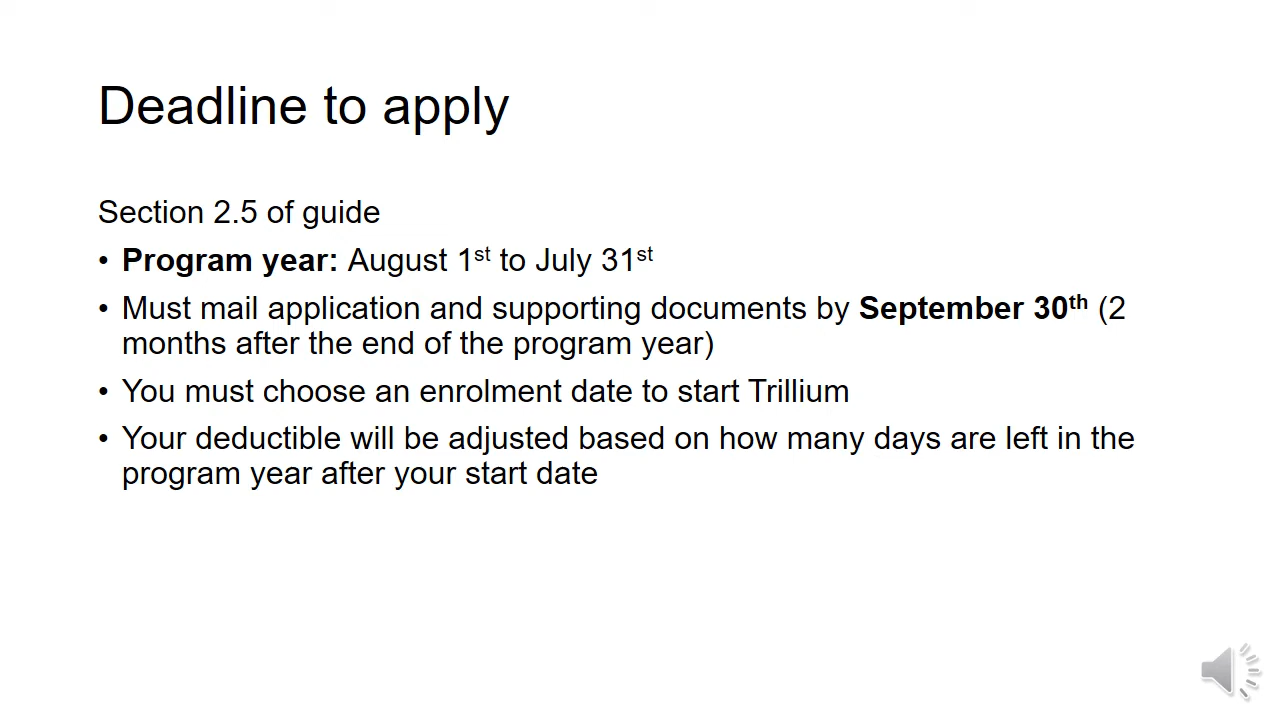 Deadline to apply
Section 2.5 of guide
• Program year: August 1st to July 31st
• Must mail application and supporting documents by September 30th (2
months after the end of the program year)
• You must choose an enrolment date to start Trillium
• Your deductible will be adjusted based on how many days are left in the
program year after your start date